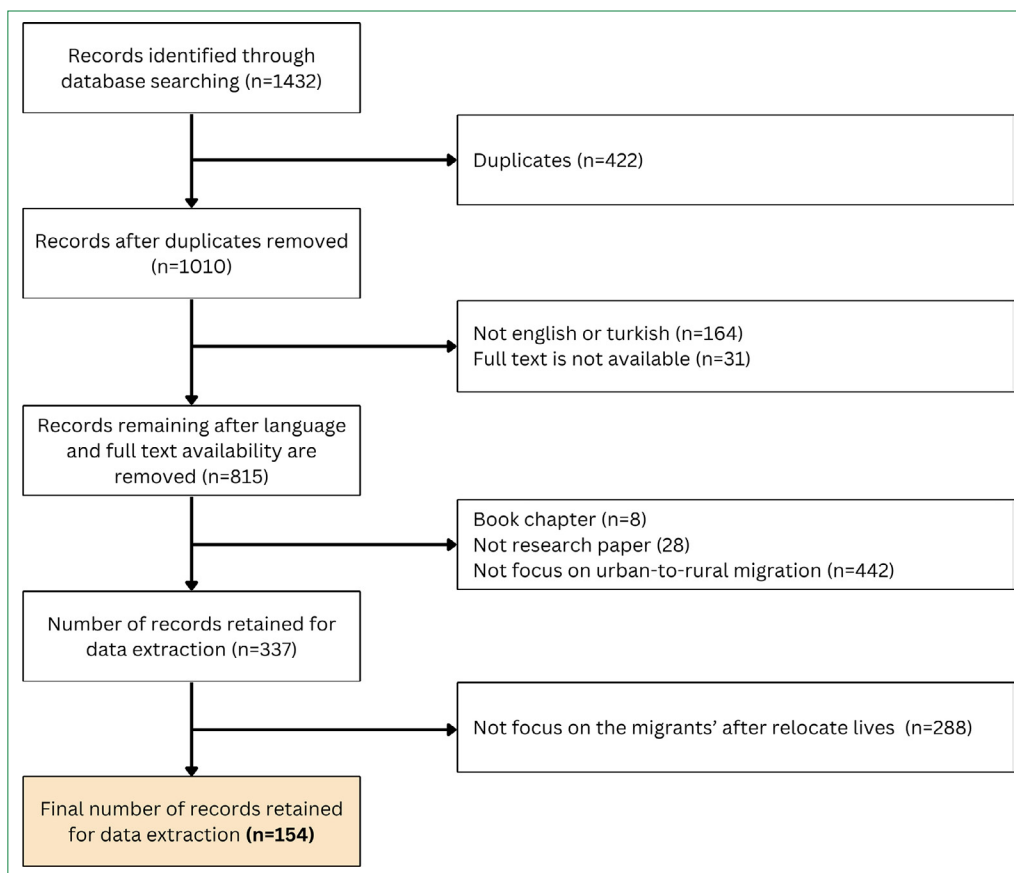 Records identified through
database searching (n=1432)
Duplicates (n=422)
Records after duplicates removed
(n=1010)
Not english or turkish (n=164)
Full text is not available (n=31)
Records remaining after language
and full text availability are
removed (n=815)
Book chapter (n=8)
Not research paper (28)
Not focus on urban-to-rural migration (n=442)
Number of records retained for
data extraction (n=337)
Not focus on the migrants’ after relocate lives (n=288)
Final number of records retained
for data extraction (n=154)